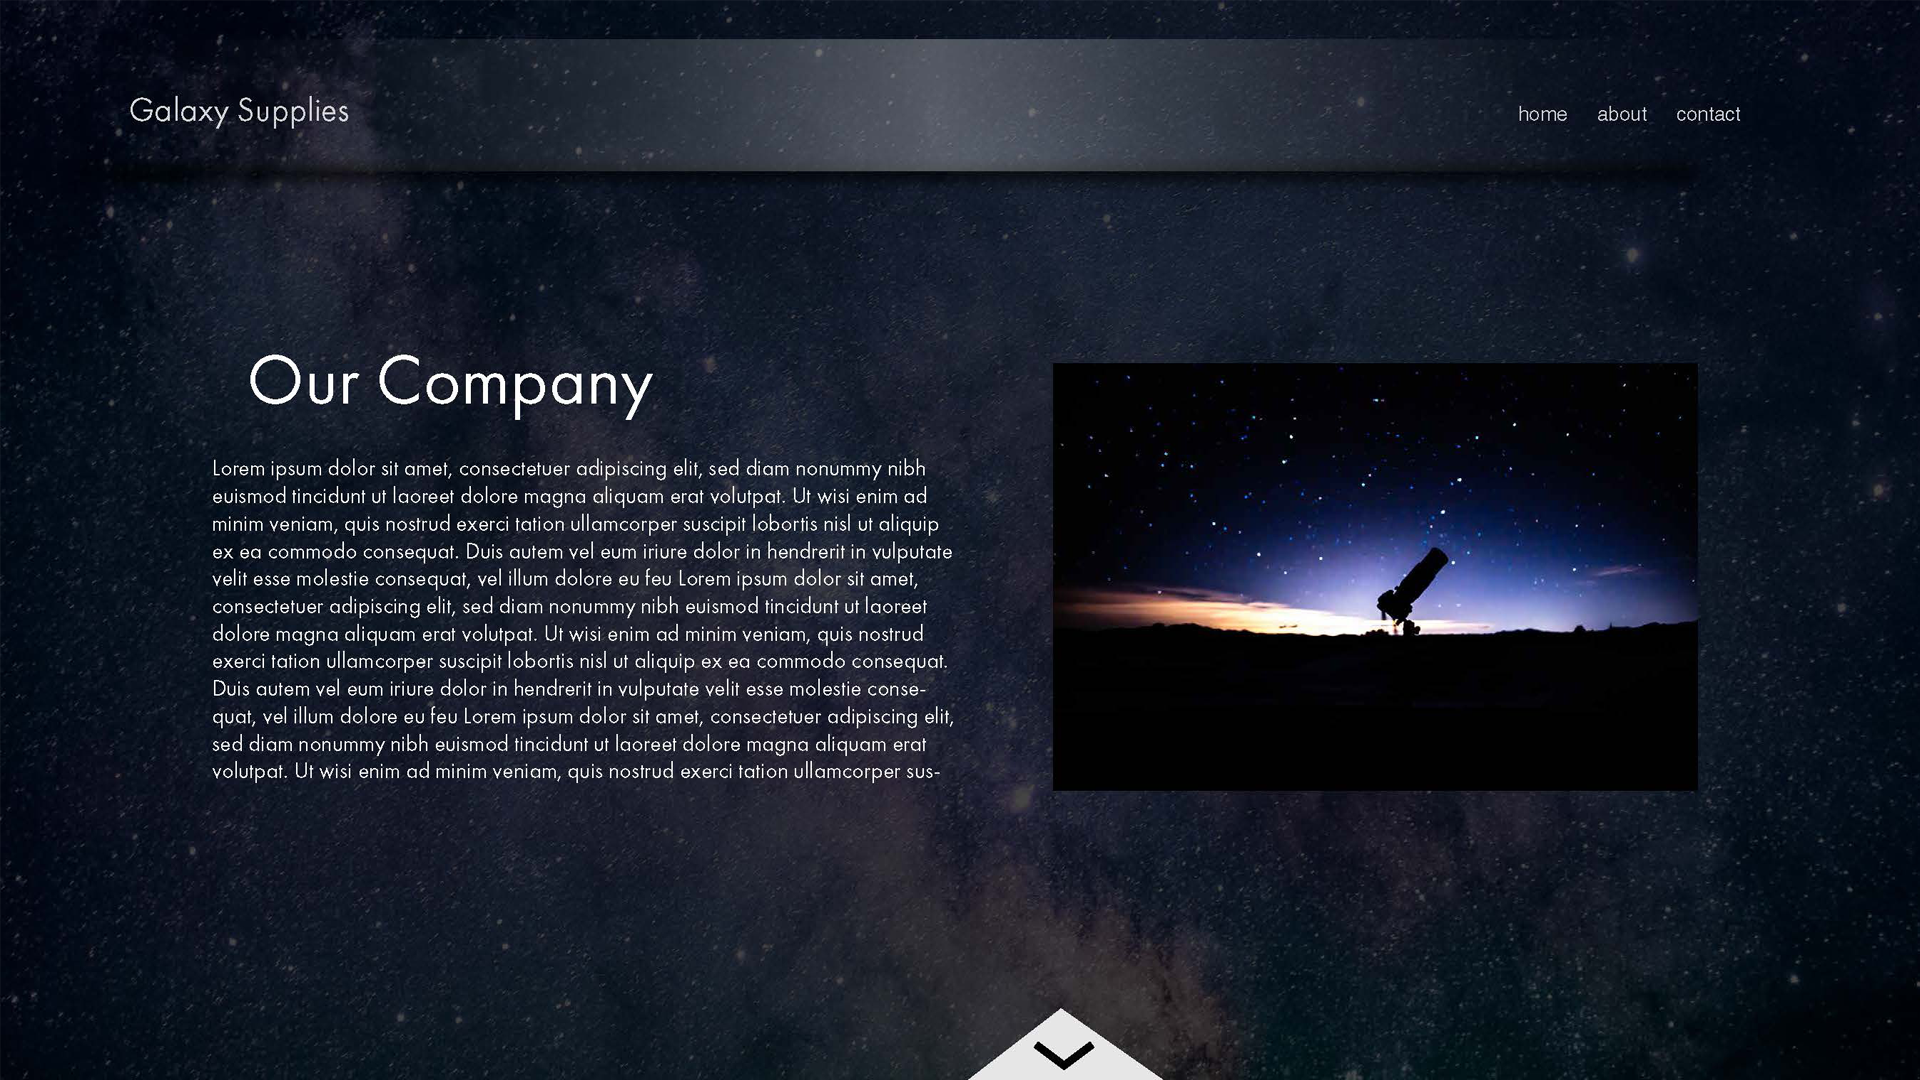 Galaxy Supplies
home about contact
Our Company
Lorem ipsum dolor sit amet, consectetuer adipiscing elit, sed diam nonummy nibh
euismod tincidunt ut laoreet dolore magna aliquam erat volutpat. Ut wisi enim ad
minim veniam, quis nostrud exerci tation ullamcorper suscipit lobortis nisl ut aliquip
ex ea commodo consequat. Duis autem vel eum iriure dolor in hendrerit in vulputate
velit esse molestie consequat, vel illum dolore eu feu Lorem ipsum dolor sit amet,
consectetuer adipiscing elit, sed diam nonummy nibh euismod tincidunt ut laoreet
dolore magna aliquam erat volutpat. Ut wisi enim ad minim veniam, quis nostrud
exerci tation ullamcorper suscipit lobortis nisl ut aliquip ex ea commodo consequat.
Duis autem vel eum iriure dolor in hendrerit in vulputate velit esse molestie conse-
quat, vel illum dolore eu feu Lorem ipsum dolor sit amet, consectetuer adipiscing elit,
sed diam nonummy nibh euismod tincidunt ut laoreet dolore magna aliquam erat
volutpat. Ut wisi enim ad minim veniam, quis nostrud exerci tation ullamcorper sus-